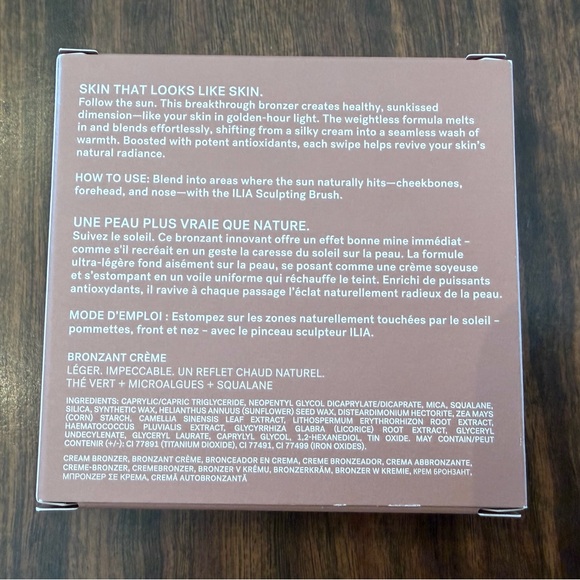 SKIN THAT LOOKS LIKE SKIN.
Follow the sun. This breakthrough bronzer creates healthy, sunkissed
dimension—like your skin in golden-hour light. The weightless formula melts
in and blends effortlessly, shifting from a silky cream into a seamless wash of
warmth. Boosted with potent antioxidants, each swipe helps revive your skin's
natural radiance.
HOW TO USE: Blend into areas where the sun naturally hits—cheekbones,
forehead, and nose—with the ILIA Sculpting Brush.
UNE PEAU PLUS VRAIE QUE NATURE.
Suivez le soleil. Ce bronzant innovant offre un effet bonne mine immédiat –
comme s'il recréait en un geste la caresse du soleil sur la peau. La formule
ultra-légère fond aisément sur la peau, se posant comme une crème soyeuse
et s'estompant en un voile uniforme qui réchauffe le teint. Enrichi de puissants
antioxydants, il ravive à chaque passage l'éclat naturellement radieux de la peau.
MODE D'EMPLOI : Estompez sur les zones naturellement touchées par le soleil –
pommettes, front et nez – avec le pinceau sculpteur ILIA.
BRONZANT CRÈME
LÉGER. IMPECCABLE. UN REFLET CHAUD NATUREL.
THÉ VERT + MICROALGUES + SQUALANE
INGREDIENTS: CAPRYLIC/CAPRIC TRIGLYCERIDE, NEOPENTYL GLYCOL DICAPRYLATE/DICAPRATE, MICA, SQUALANE,
SILICA, SYNTHETIC WAX, HELIANTHUS ANNUUS (SUNFLOWER) SEED WAX, DISTEARDIMONIUM HECTORITE, ZEA MAYS
(CORN) STARCH, CAMELLIA SINENSIS LEAF EXTRACT, LITHOSPERMUM ERYTHRORHIZON ROOT EXTRACT,
HAEMATOCOCCUS PLUVIALIS EXTRACT, GLYCYRRHIZA GLABRA (LICORICE) ROOT EXTRACT, GLYCERYL
UNDECYLENATE, GLYCERYL LAURATE, CAPRYLYL GLYCOL, 1,2-HEXANEDIOL, TIN OXIDE. MAY CONTAIN/PEUT
CONTENIR (+/-): CI 77891 (TITANIUM DIOXIDE), CI 77491, CI 77499 (IRON OXIDES).
CREAM BRONZER, BRONZANT CRÈME, BRONCEADOR EN CREMA, CREME BRONZEADOR, CREMA ABBRONZANTE,
CREME-BRONZER, CREMEBRONZER, BRONZER V KRÉMU, BRONZERKRÄM, BRONZER W KREMIE, КРЕМ БРОНЗАНТ,
ΜΠΡΟΝΖΕΡ ΣΕ ΚΡΕΜΑ, CREMĂ AUTOBRONZANTĂ